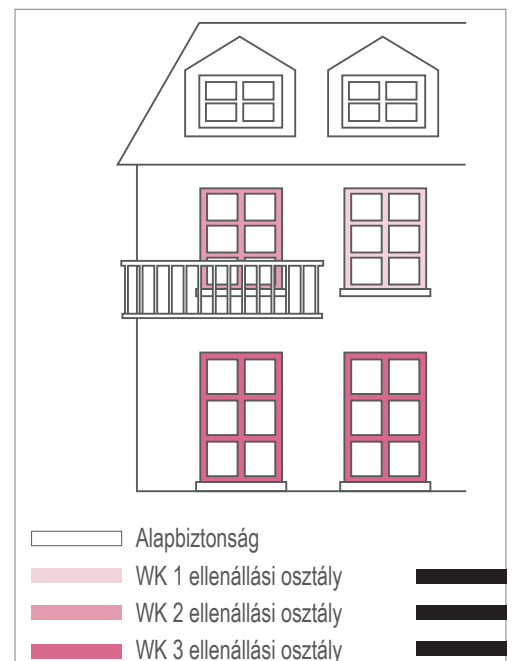 Alapbiztonság
WK 1 ellenállási osztály
WK 2 ellenállási osztály
WK 3 ellenállási osztály